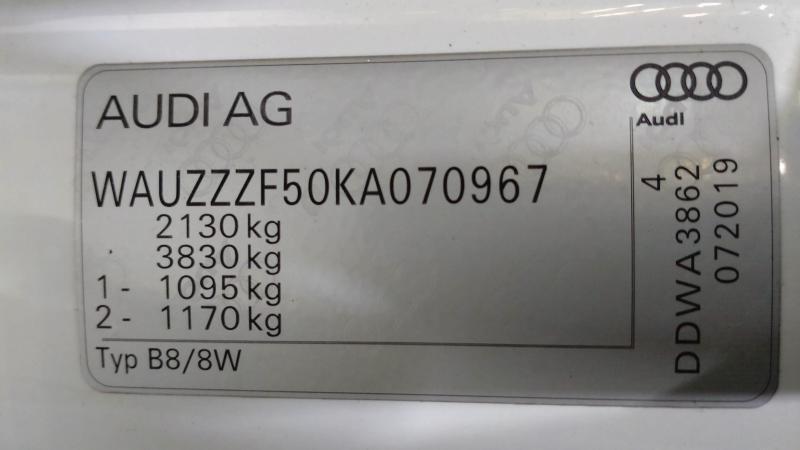 AUDI AG
Audi
WAUZZZF50KA070967
2130 kg
3830 kg
1 - 1095 kg
2 - 1170 kg
Typ B8/8W
4
DDWA3862
072019